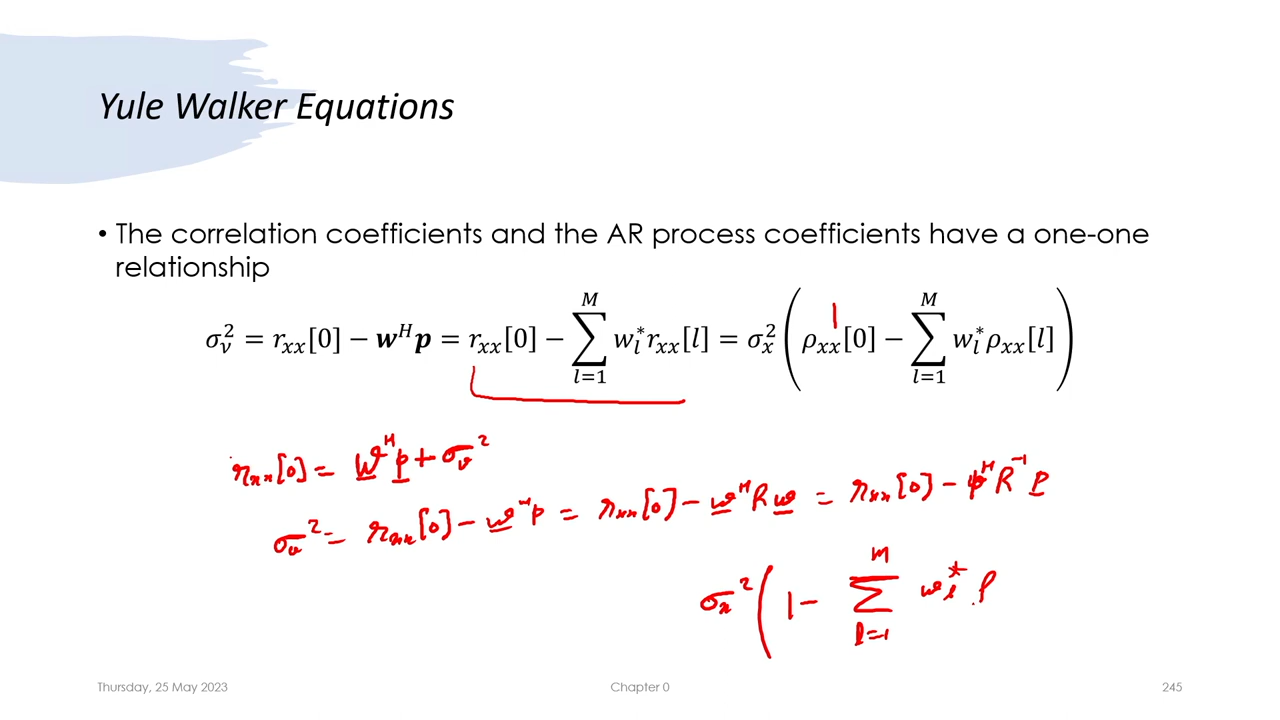 Yule Walker Equations
• The correlation coefficients and the AR process coefficients have a one-one
relationship
σ_v^2 = r_xx[0] − w^H p = r_xx[0] − ∑_{l=1}^{M} w_l^* r_xx[l] = σ_x^2 (ρ_xx[0] − ∑_{l=1}^{M} w_l^* ρ_xx[l])
1
r_xx[0] = w^H p + σ_v^2
σ_v^2 = r_xx[0] − w^H p = r_xx[0] − w^H R w = r_xx[0] − p^H R^{-1} p
σ_x^2 ( 1 − ∑_{l=1}^{M} w_l^* ρ
Thursday, 25 May 2023
Chapter 0
245